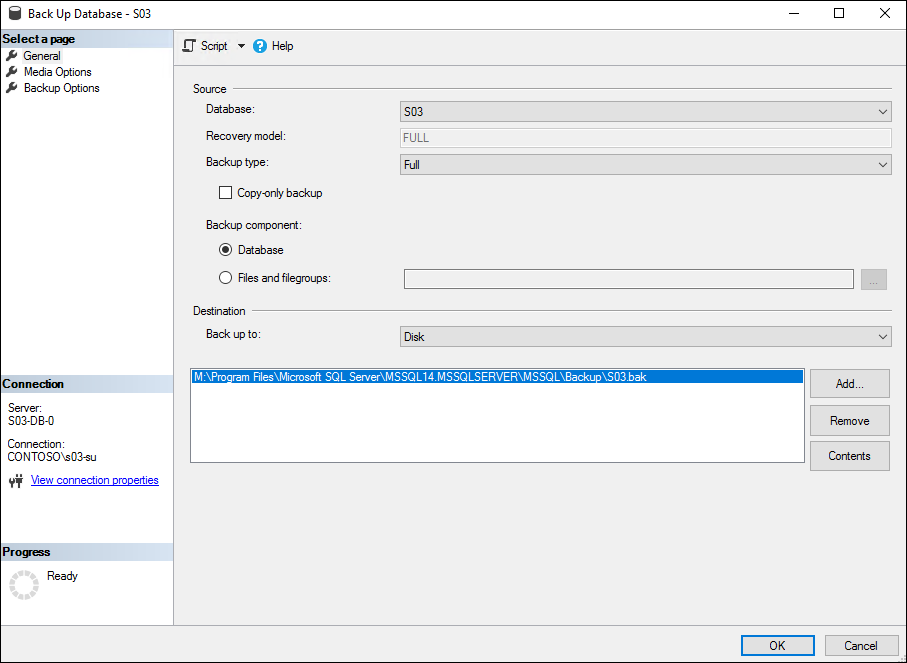 Back Up Database - S03
Select a page
General
Media Options
Backup Options
Script
Help
Source
Database:
S03
Recovery model:
FULL
Backup type:
Full
Copy-only backup
Backup component:
Database
Files and filegroups:
...
Destination
Back up to:
Disk
M:\Program Files\Microsoft SQL Server\MSSQL14.MSSQLSERVER\MSSQL\Backup\S03.bak
Add...
Remove
Contents
Connection
Server:
S03-DB-0
Connection:
CONTOSO\s03-su
View connection properties
Progress
Ready
OK
Cancel